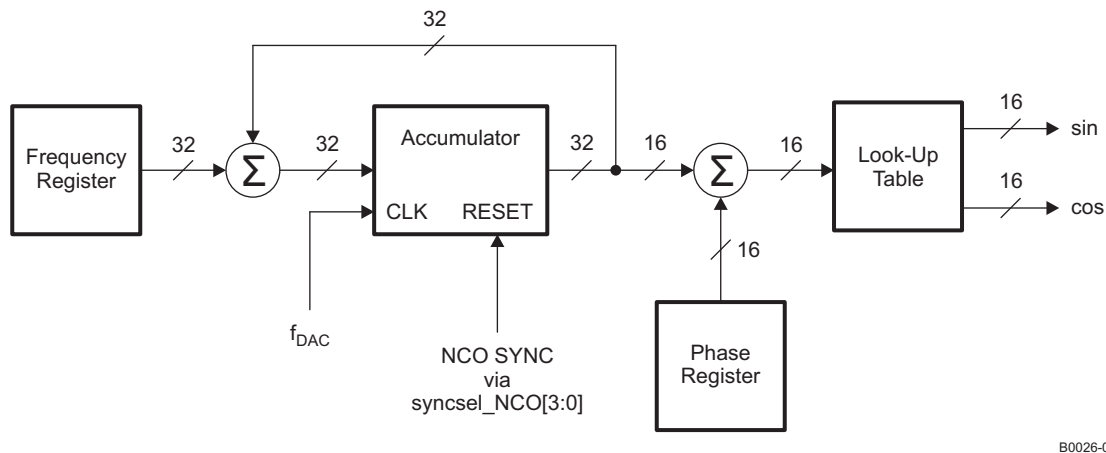 32
Frequency
Register
32
Σ
32
Accumulator
CLK RESET
32
16
Σ
16
Look-Up
Table
16
sin
16
cos
16
f_DAC
NCO SYNC
via
syncsel_NCO[3:0]
Phase
Register